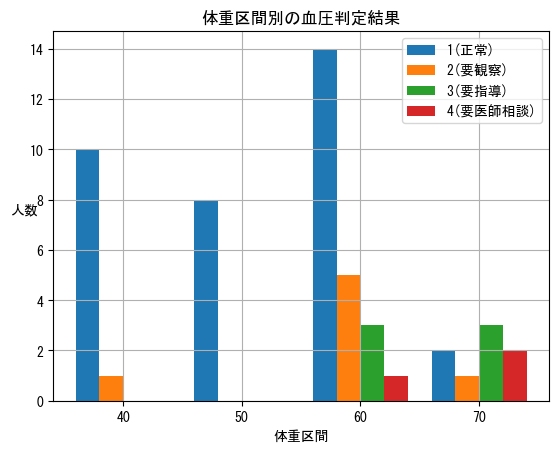 体重区間別の血圧判定結果
1(正常)
2(要観察)
3(要指導)
4(要医師相談)
14
12
10
8
6
4
2
0
人数
40 50 60 70
体重区間